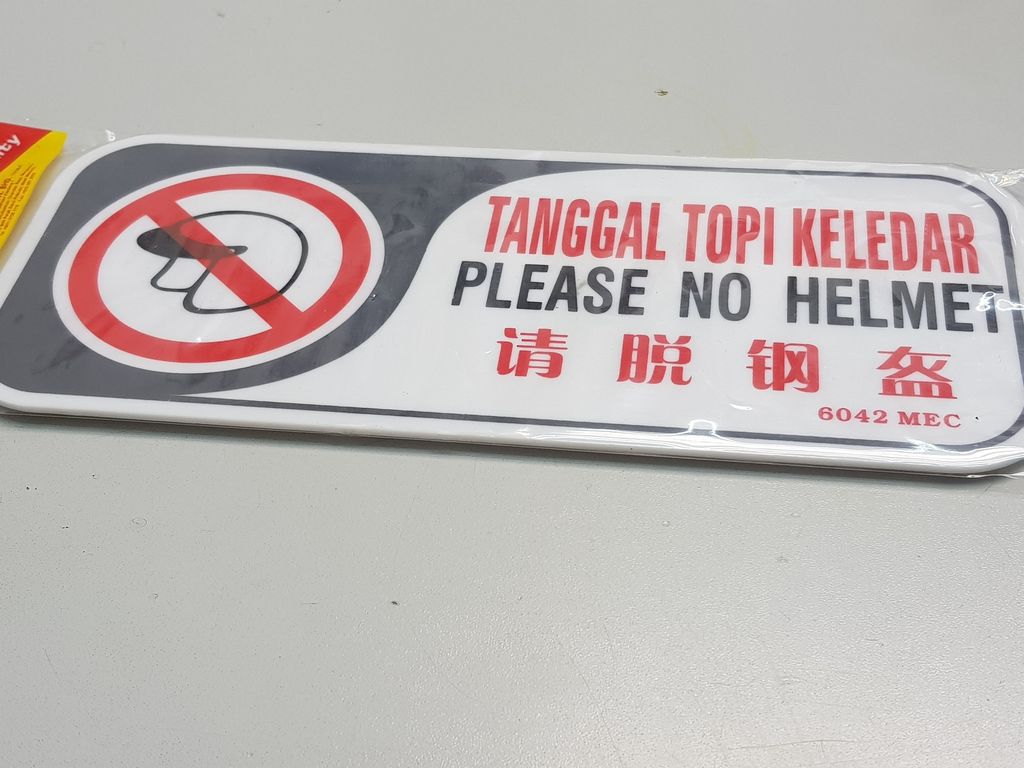 TANGGAL TOPI KELEDAR
PLEASE NO HELMET
请脱钢盔
6042 MEC